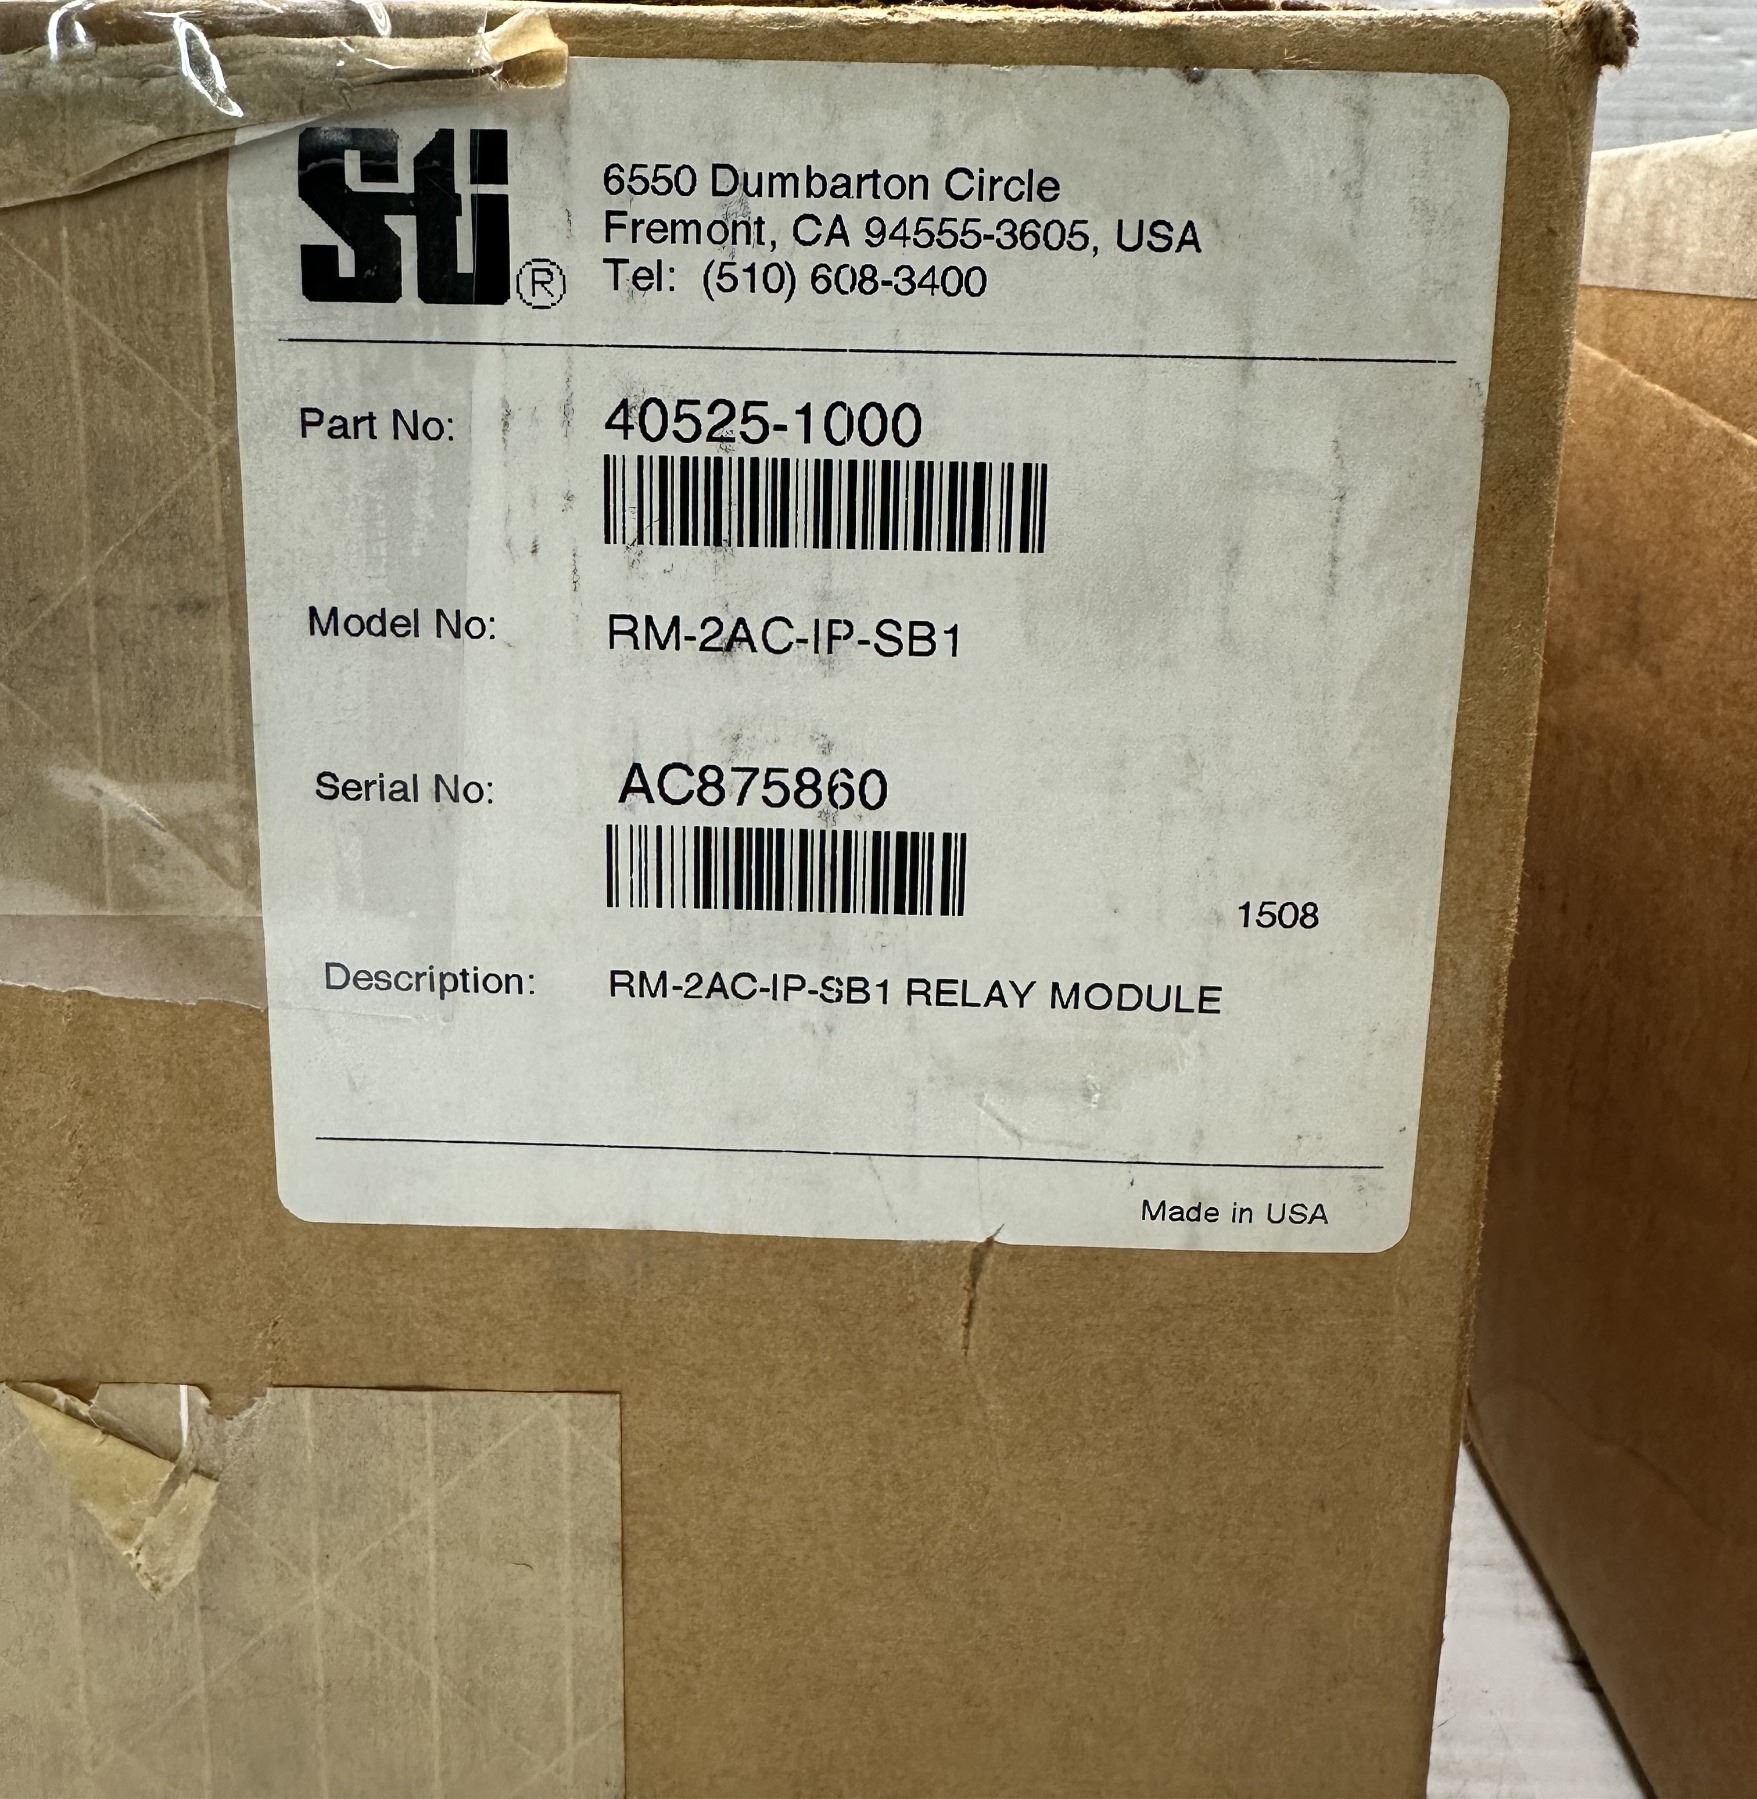 Sti ®
6550 Dumbarton Circle
Fremont, CA 94555-3605, USA
Tel: (510) 608-3400
Part No: 40525-1000
Model No: RM-2AC-IP-SB1
Serial No: AC875860
1508
Description: RM-2AC-IP-SB1 RELAY MODULE
Made in USA